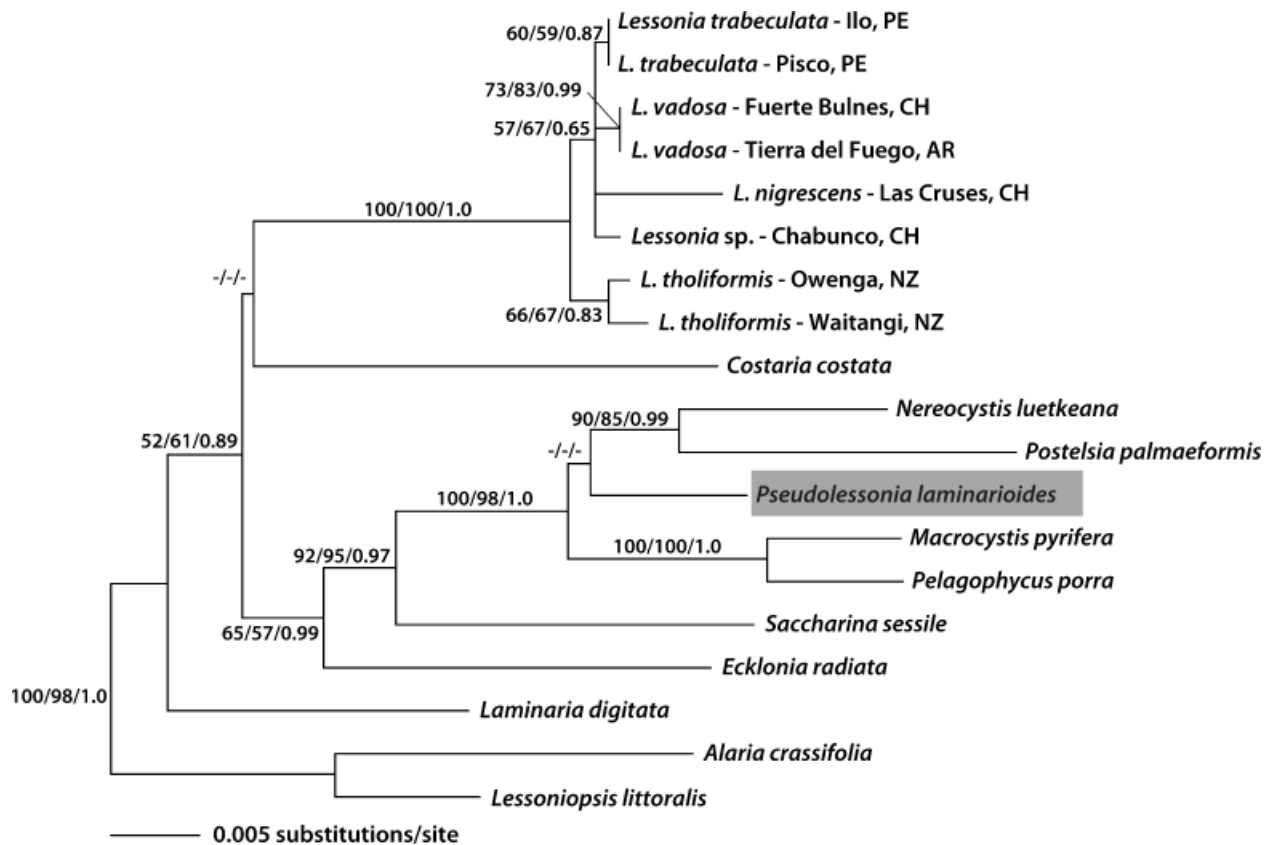 Lessonia trabeculata - Ilo, PE
60/59/0.87
L. trabeculata - Pisco, PE
73/83/0.99
L. vadosa - Fuerte Bulnes, CH
57/67/0.65
L. vadosa - Tierra del Fuego, AR
L. nigrescens - Las Cruses, CH
100/100/1.0
Lessonia sp. - Chabunco, CH
-/-/-
L. tholiformis - Owenga, NZ
66/67/0.83
L. tholiformis - Waitangi, NZ
Costaria costata
Nereocystis luetkeana
90/85/0.99
52/61/0.89
-/-/-
Postelsia palmaeformis
100/98/1.0
Pseudolessonia laminarioides
Macrocystis pyrifera
92/95/0.97
100/100/1.0
Pelagophycus porra
Saccharina sessile
65/57/0.99
Ecklonia radiata
100/98/1.0
Laminaria digitata
Alaria crassifolia
Lessoniopsis littoralis
0.005 substitutions/site